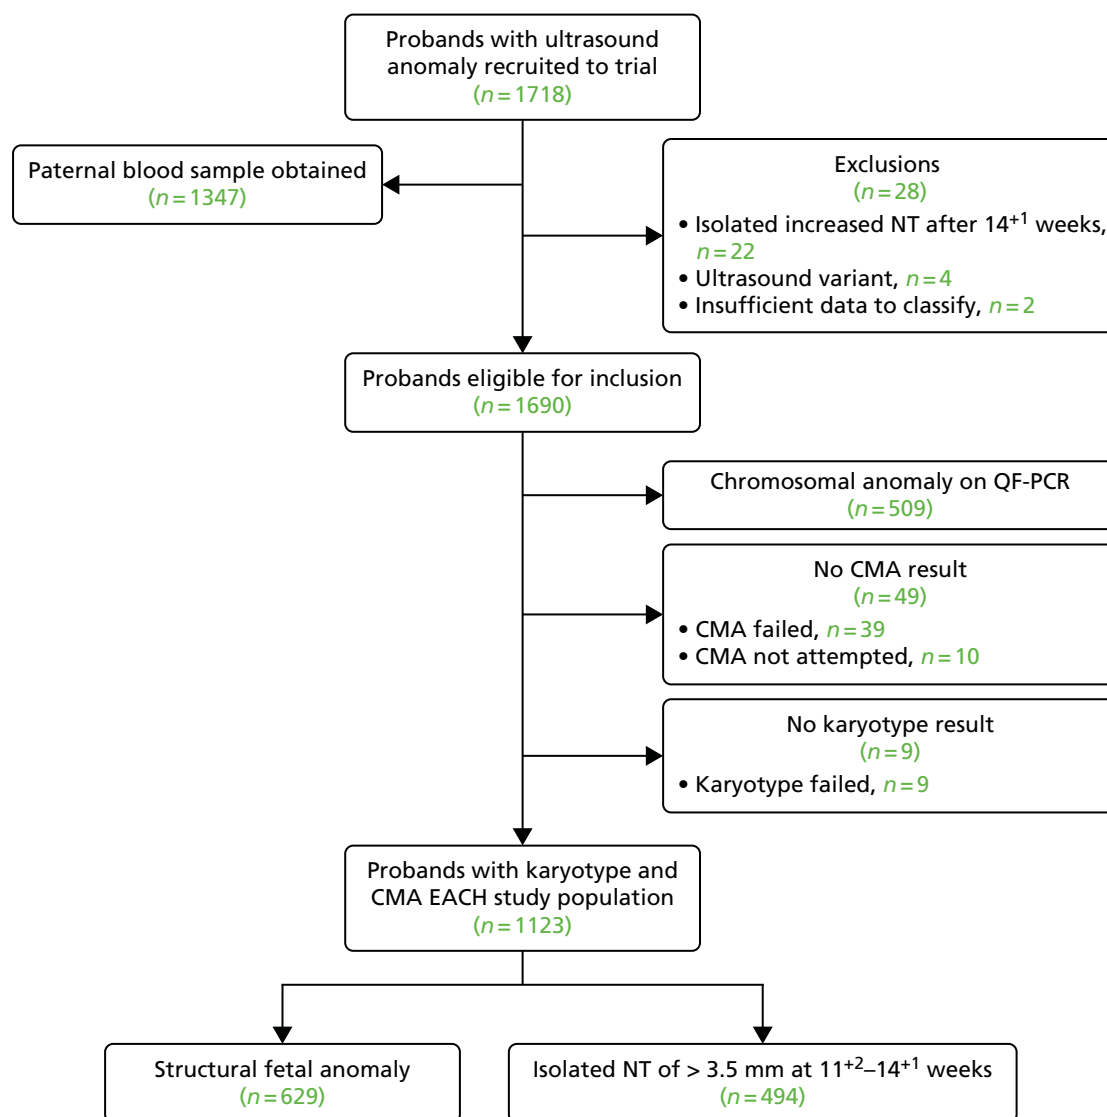 Probands with ultrasound
anomaly recruited to trial
(n = 1718)
Paternal blood sample obtained
(n = 1347)
Exclusions
(n = 28)
• Isolated increased NT after 14⁺¹ weeks,
n = 22
• Ultrasound variant, n = 4
• Insufficient data to classify, n = 2
Probands eligible for inclusion
(n = 1690)
Chromosomal anomaly on QF-PCR
(n = 509)
No CMA result
(n = 49)
• CMA failed, n = 39
• CMA not attempted, n = 10
No karyotype result
(n = 9)
• Karyotype failed, n = 9
Probands with karyotype and
CMA EACH study population
(n = 1123)
Structural fetal anomaly
(n = 629)
Isolated NT of > 3.5 mm at 11⁺²–14⁺¹ weeks
(n = 494)